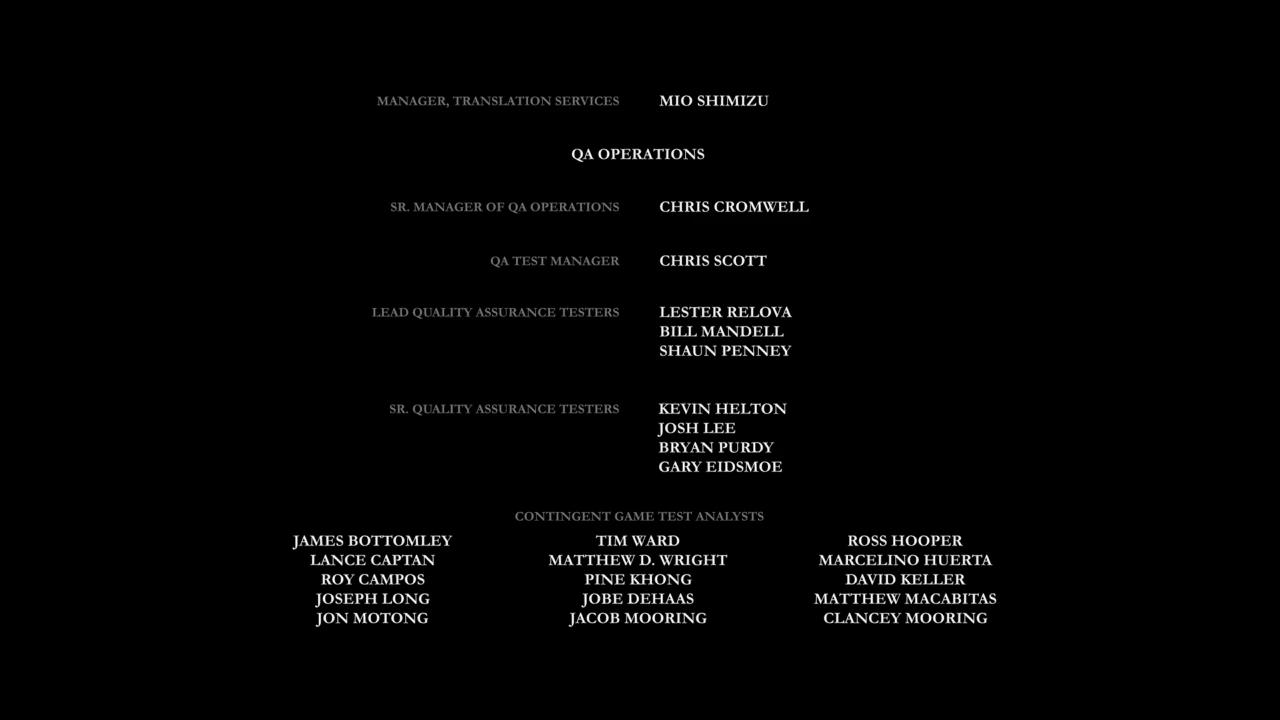 MANAGER, TRANSLATION SERVICES MIO SHIMIZU
QA OPERATIONS
SR. MANAGER OF QA OPERATIONS CHRIS CROMWELL
QA TEST MANAGER CHRIS SCOTT
LEAD QUALITY ASSURANCE TESTERS LESTER RELOVA
BILL MANDELL
SHAUN PENNEY
SR. QUALITY ASSURANCE TESTERS KEVIN HELTON
JOSH LEE
BRYAN PURDY
GARY EIDSMOE
CONTINGENT GAME TEST ANALYSTS
JAMES BOTTOMLEY TIM WARD ROSS HOOPER
LANCE CAPTAN MATTHEW D. WRIGHT MARCELINO HUERTA
ROY CAMPOS PINE KHONG DAVID KELLER
JOSEPH LONG JOBE DEHAAS MATTHEW MACABITAS
JON MOTONG JACOB MOORING CLANCEY MOORING